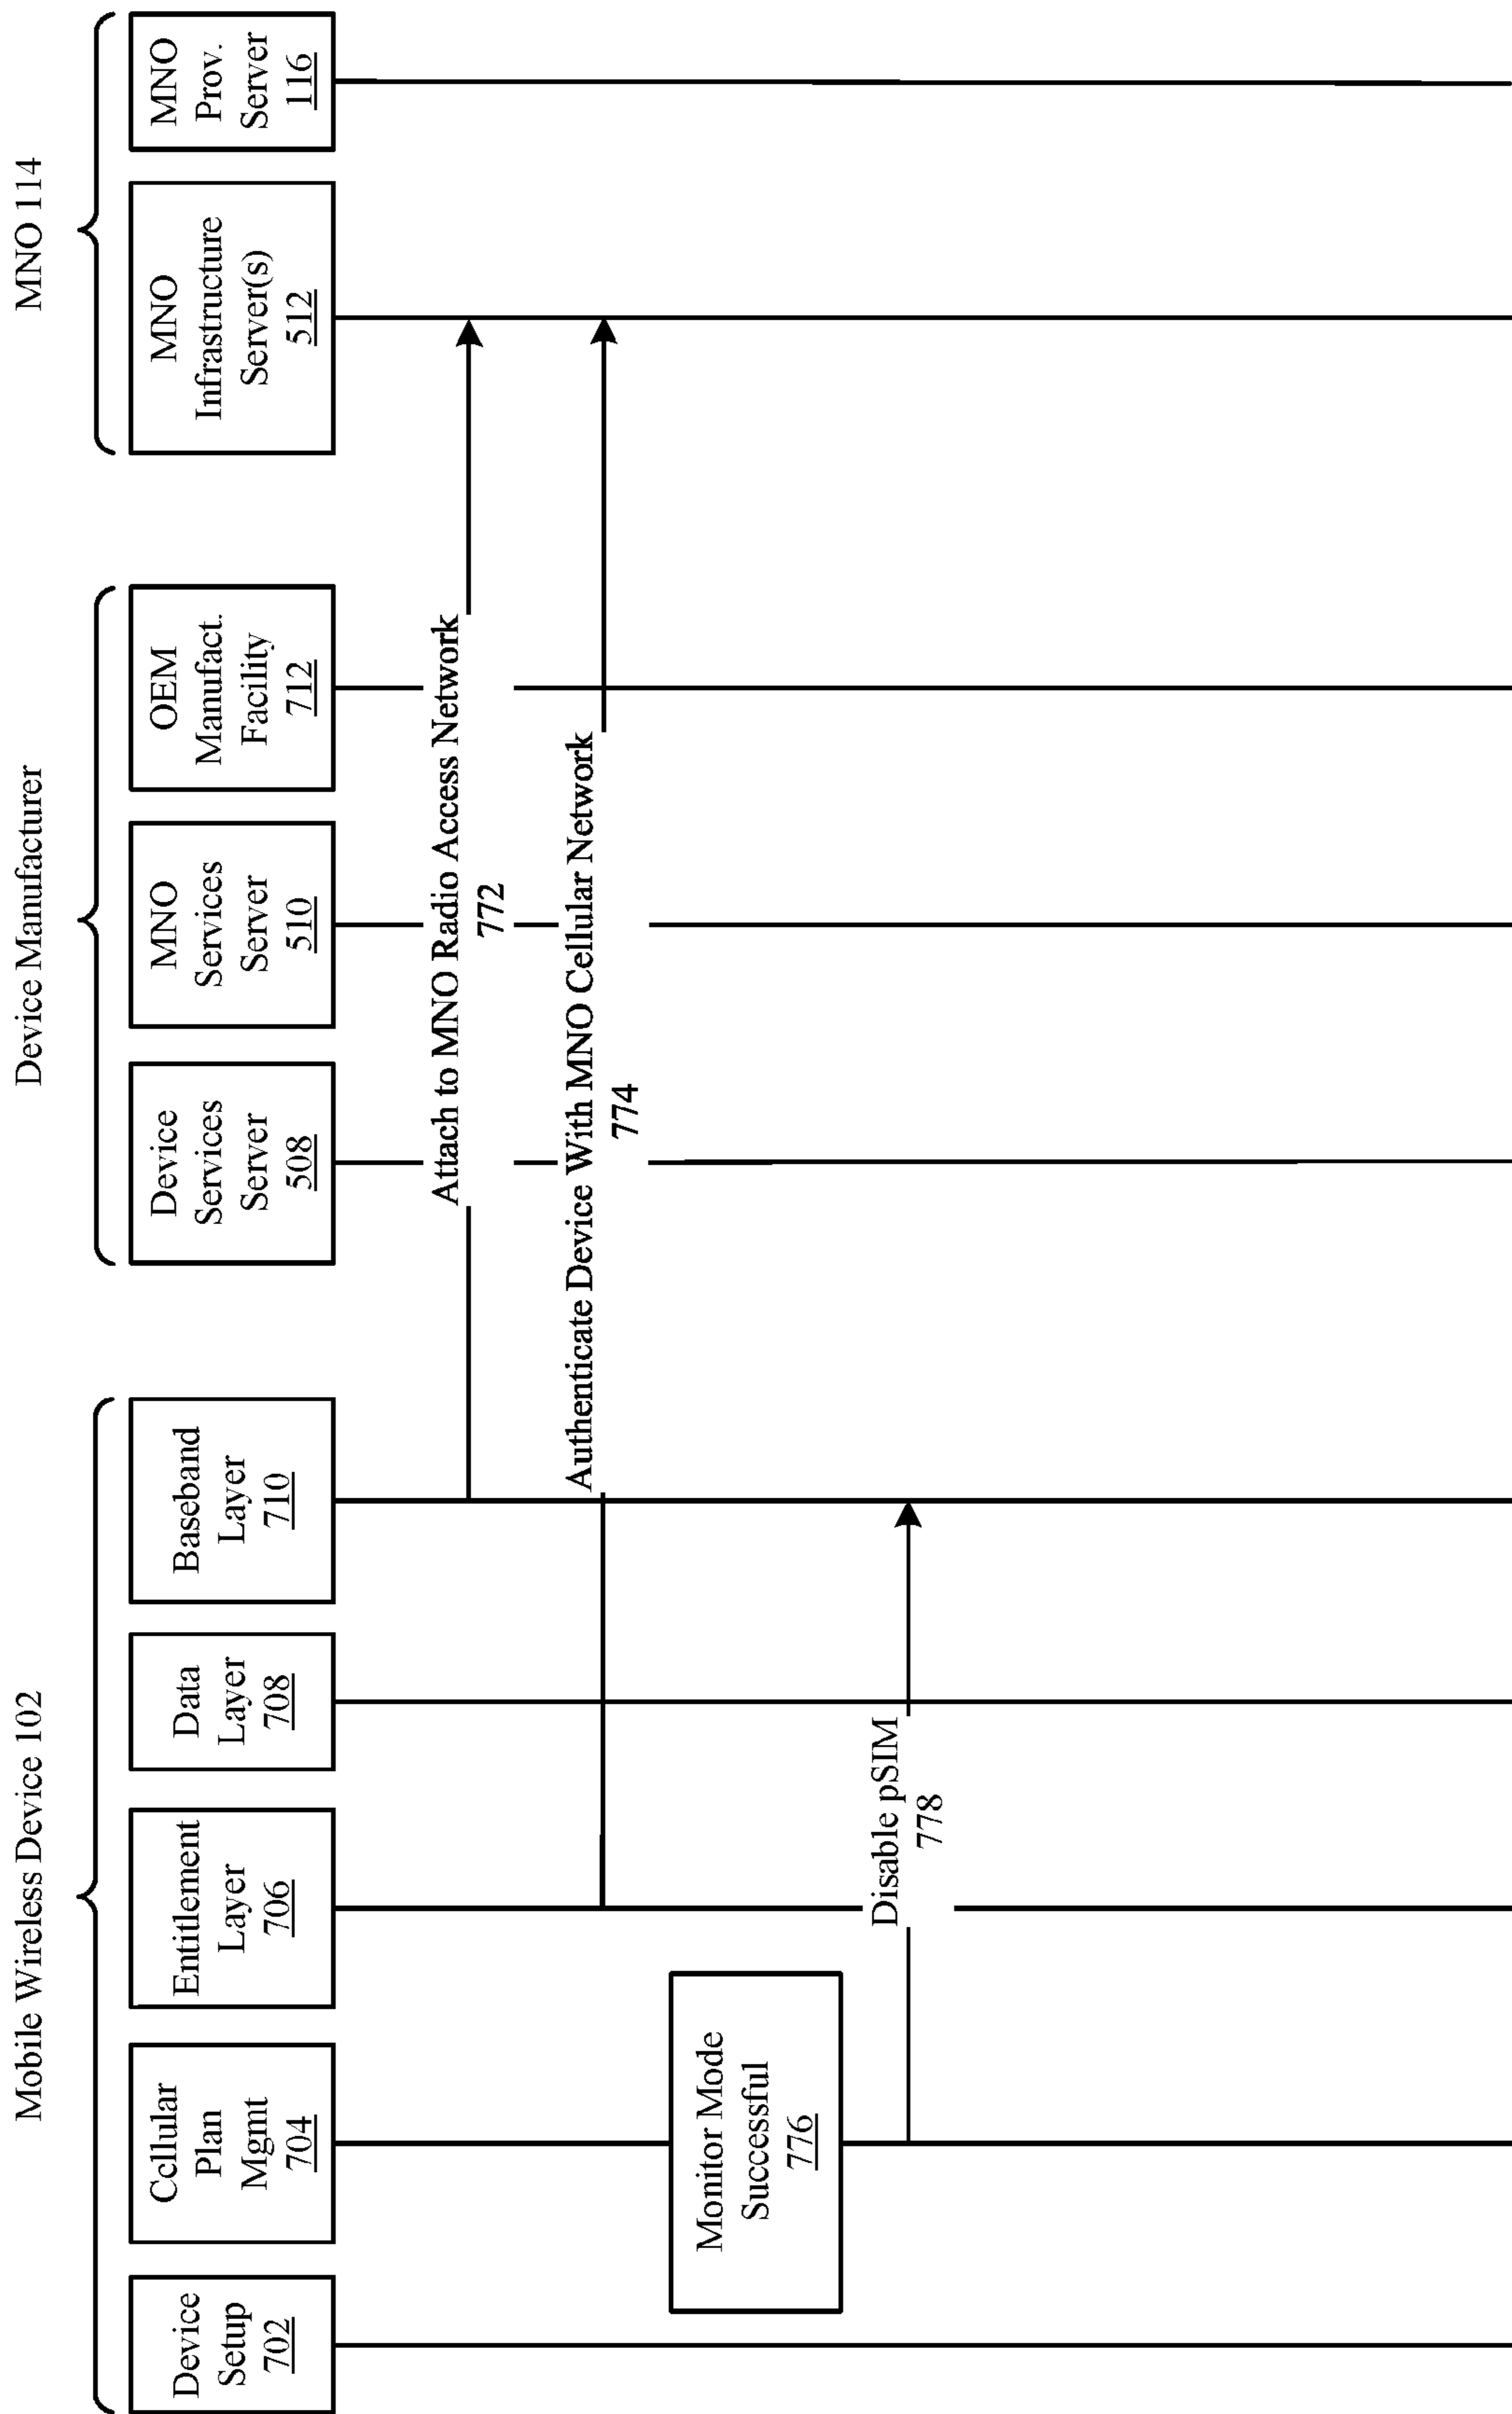 Mobile Wireless Device 102
Device Manufacturer
MNO 114
Device
Setup
702
Cellular
Plan
Mgmt
704
Entitlement
Layer
706
Data
Layer
708
Baseband
Layer
710
Device
Services
Server
508
MNO
Services
Server
510
OEM
Manufact.
Facility
712
MNO
Infrastructure
Server(s)
512
MNO
Prov.
Server
116
Attach to MNO Radio Access Network
772
Authenticate Device With MNO Cellular Network
774
Monitor Mode
Successful
776
Disable pSIM
778